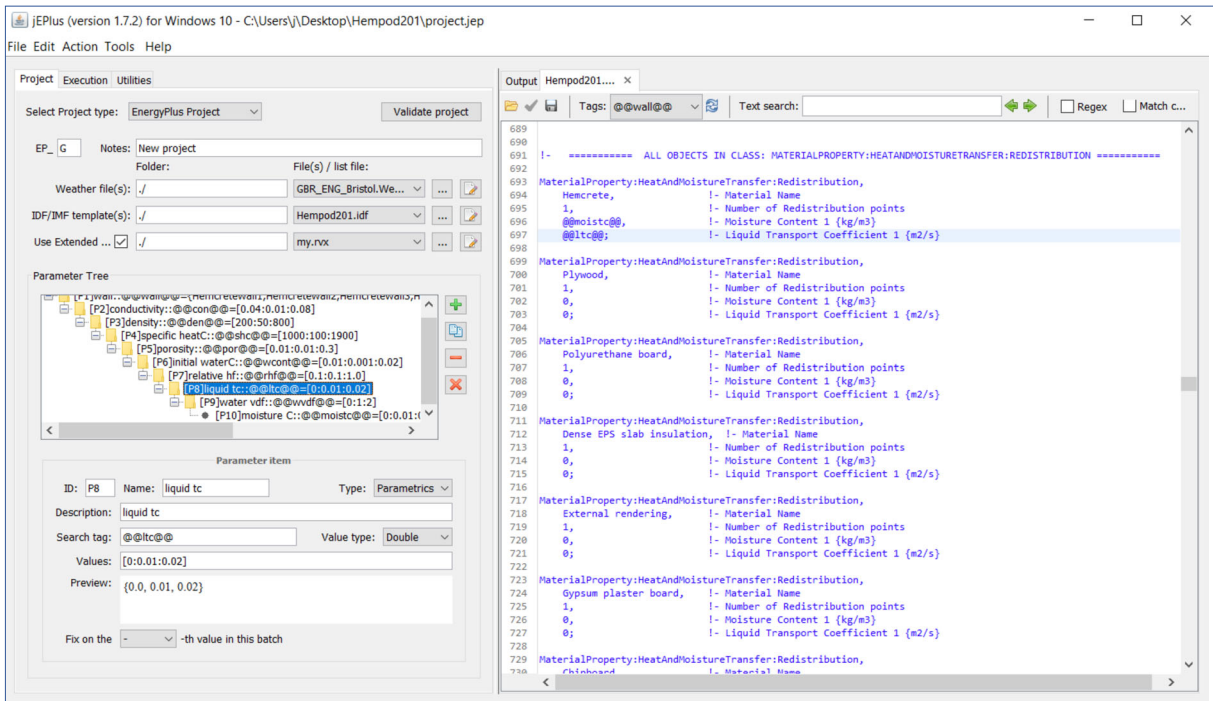 jEPlus (version 1.7.2) for Windows 10 - C:\Users\j\Desktop\Hempod201\project.jep
File Edit Action Tools Help
Project Execution Utilities
Select Project type: EnergyPlus Project Validate project
EP_ G Notes: New project
Folder: File(s) / list file:
Weather file(s): ./ GBR_ENG_Bristol.We... ...
IDF/IMF template(s): ./ Hempod201.idf ...
Use Extended ... ./ my.rvx ...
Parameter Tree
[P1]wall::@@wall@@={Hemcretewall1,Hemcretewall2,Hemcretewall3,H
[P2]conductivity::@@con@@=[0.04:0.01:0.08]
[P3]density::@@den@@=[200:50:800]
[P4]specific heatC::@@shc@@=[1000:100:1900]
[P5]porosity::@@por@@=[0.01:0.01:0.3]
[P6]initial waterC::@@wcont@@=[0.01:0.001:0.02]
[P7]relative hf::@@rhf@@=[0.1:0.1:1.0]
[P8]liquid tc::@@ltc@@=[0:0.01:0.02]
[P9]water vdf::@@wvdf@@=[0:1:2]
[P10]moisture C::@@moistc@@=[0:0.01:(
Parameter item
ID: P8 Name: liquid tc Type: Parametrics
Description: liquid tc
Search tag: @@ltc@@ Value type: Double
Values: [0:0.01:0.02]
Preview: {0.0, 0.01, 0.02}
Fix on the - -th value in this batch
Output Hempod201.... ×
Tags: @@wall@@ Text search: Regex Match c...
689
690
691 !- =========== ALL OBJECTS IN CLASS: MATERIALPROPERTY:HEATANDMOISTURETRANSFER:REDISTRIBUTION ===========
692
693 MaterialProperty:HeatAndMoistureTransfer:Redistribution,
694 Hemcrete, !- Material Name
695 1, !- Number of Redistribution points
696 @@moistc@@, !- Moisture Content 1 {kg/m3}
697 @@ltc@@; !- Liquid Transport Coefficient 1 {m2/s}
698
699 MaterialProperty:HeatAndMoistureTransfer:Redistribution,
700 Plywood, !- Material Name
701 1, !- Number of Redistribution points
702 0, !- Moisture Content 1 {kg/m3}
703 0; !- Liquid Transport Coefficient 1 {m2/s}
704
705 MaterialProperty:HeatAndMoistureTransfer:Redistribution,
706 Polyurethane board, !- Material Name
707 1, !- Number of Redistribution points
708 0, !- Moisture Content 1 {kg/m3}
709 0; !- Liquid Transport Coefficient 1 {m2/s}
710
711 MaterialProperty:HeatAndMoistureTransfer:Redistribution,
712 Dense EPS slab insulation, !- Material Name
713 1, !- Number of Redistribution points
714 0, !- Moisture Content 1 {kg/m3}
715 0; !- Liquid Transport Coefficient 1 {m2/s}
716
717 MaterialProperty:HeatAndMoistureTransfer:Redistribution,
718 External rendering, !- Material Name
719 1, !- Number of Redistribution points
720 0, !- Moisture Content 1 {kg/m3}
721 0; !- Liquid Transport Coefficient 1 {m2/s}
722
723 MaterialProperty:HeatAndMoistureTransfer:Redistribution,
724 Gypsum plaster board, !- Material Name
725 1, !- Number of Redistribution points
726 0, !- Moisture Content 1 {kg/m3}
727 0; !- Liquid Transport Coefficient 1 {m2/s}
728
729 MaterialProperty:HeatAndMoistureTransfer:Redistribution,
730 Chipboard !- Material Name